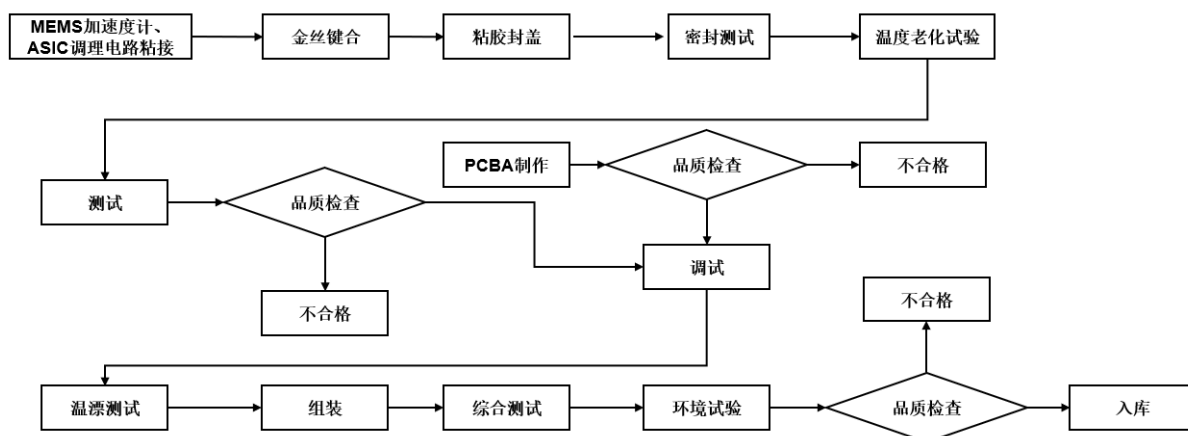 MEMS加速度计、
ASIC调理电路粘接
金丝键合
粘胶封盖
密封测试
温度老化试验
PCBA制作
品质检查
不合格
测试
品质检查
不合格
调试
不合格
温漂测试
组装
综合测试
环境试验
品质检查
入库